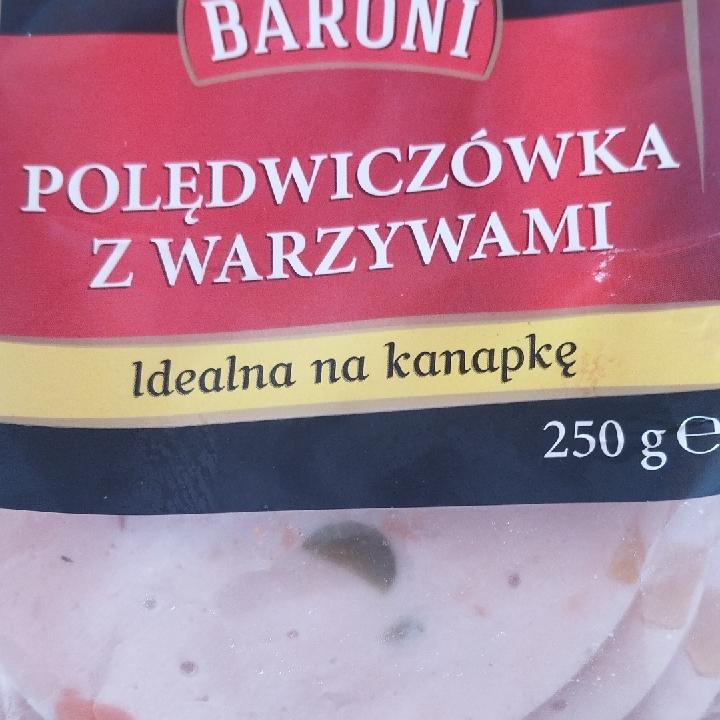 BARONI
POLĘDWICZÓWKA
Z WARZYWAMI
Idealna na kanapkę
250 g ℮